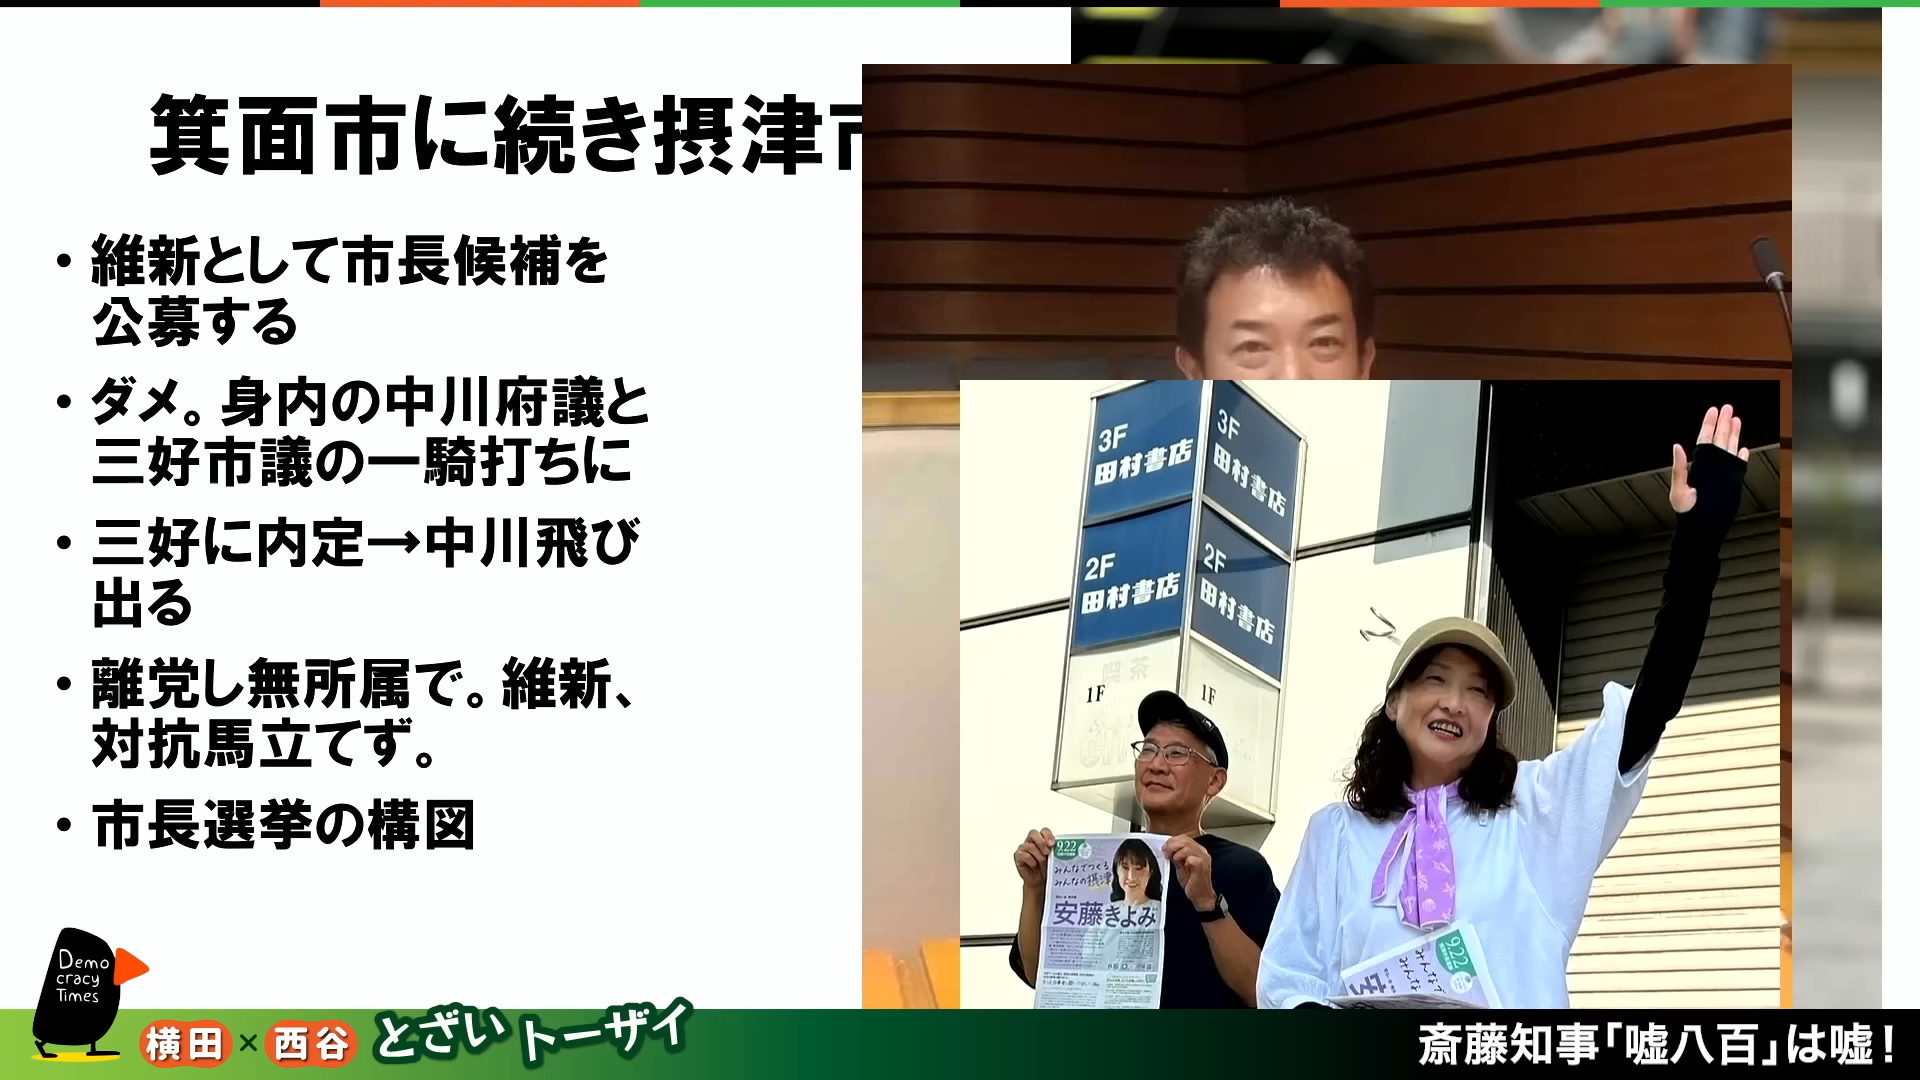 箕面市に続き摂津市
・維新として市長候補を
公募する
・ダメ。身内の中川府議と
三好市議の一騎打ちに
・三好に内定→中川飛び
出る
・離党し無所属で。維新、
対抗馬立てず。
・市長選挙の構図
3F
田村書店
3F
田村書店
2F
田村書店
2F
田村書店
喫茶
1F
1F
9.22
みんなでつくる
みんなの摂津
安藤きよみ
9.22
Demo
cracy
Times
横田×西谷 とざいトーザイ
斎藤知事「嘘八百」は嘘!